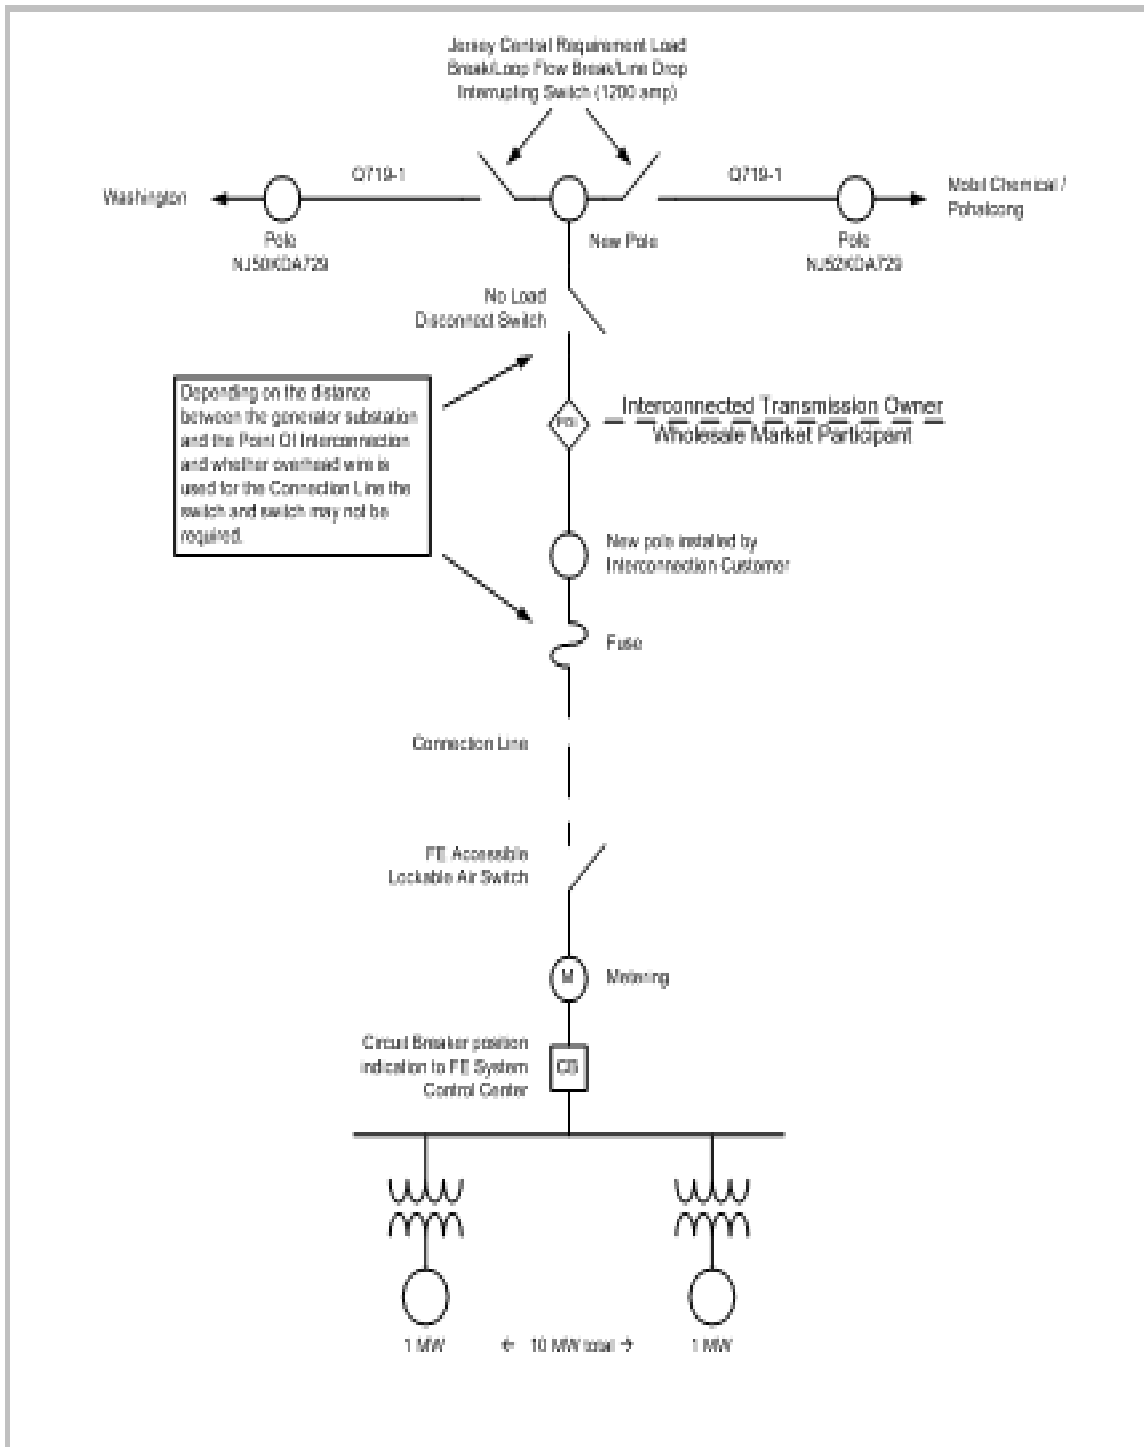 Jersey Central Requirement Load
Break/Loop Flow Break/Line Drop
Interrupting Switch (1200 amp)
Q719-1
Q719-1
Washington
Mobil Chemical /
Pohatcong
Pole
NJ50KDA729
New Pole
Pole
NJ52KDA729
No Load
Disconnect Switch
Depending on the distance
between the generator substation
and the Point Of Interconnection
and whether overhead wire is
used for the Connection Line the
switch and switch may not be
required.
POI
Interconnected Transmission Owner
Wholesale Market Participant
New pole installed by
Interconnection Customer
Fuse
Connection Line
FE Accessible
Lockable Air Switch
M
Metering
Circuit Breaker position
indication to FE System
Control Center
CB
1 MW
← 10 MW total →
1 MW